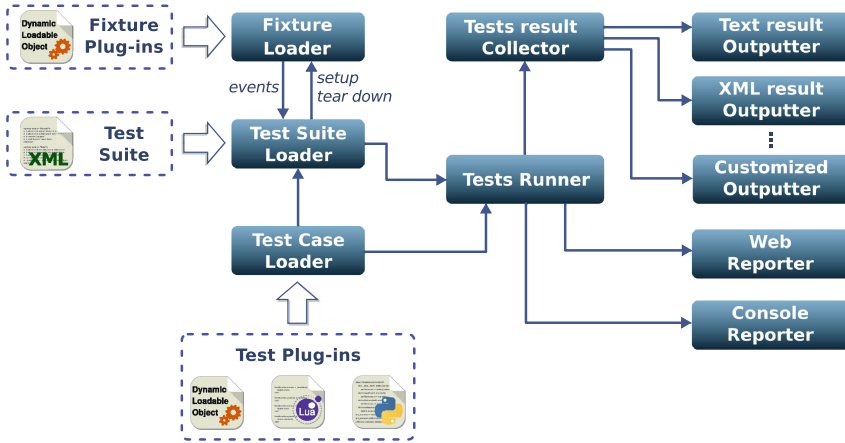 Dynamic
Loadable
Object
Fixture
Plug-ins
Fixture
Loader
Tests result
Collector
Text result
Outputter
events
setup
tear down
XML result
Outputter
XML
Test
Suite
Test Suite
Loader
Tests Runner
Customized
Outputter
Test Case
Loader
Web
Reporter
Console
Reporter
Test Plug-ins
Dynamic
Loadable
Object
Lua